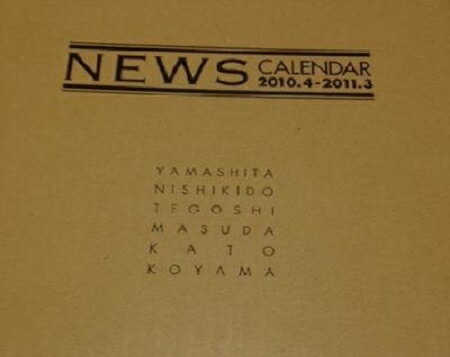 NEWS CALENDAR
2010.4-2011.3
YAMASHITA
NISHIKIDO
TEGOSHI
MASUDA
KATO
KOYAMA